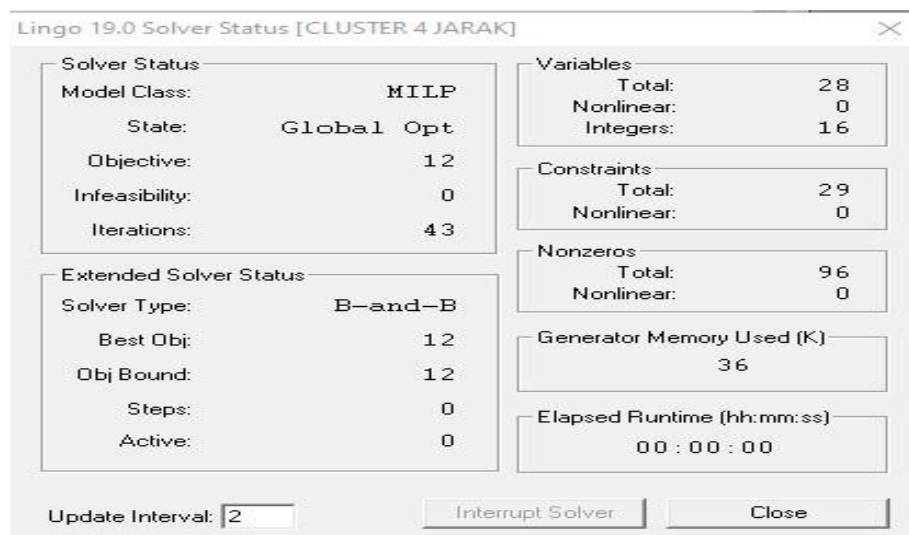 Lingo 19.0 Solver Status [CLUSTER 4 JARAK]
Solver Status
Model Class: MILP
State: Global Opt
Objective: 12
Infeasibility: 0
Iterations: 43
Extended Solver Status
Solver Type: B-and-B
Best Obj: 12
Obj Bound: 12
Steps: 0
Active: 0
Variables
Total: 28
Nonlinear: 0
Integers: 16
Constraints
Total: 29
Nonlinear: 0
Nonzeros
Total: 96
Nonlinear: 0
Generator Memory Used (K)
36
Elapsed Runtime (hh:mm:ss)
00:00:00
Update Interval: 2 Interrupt Solver Close